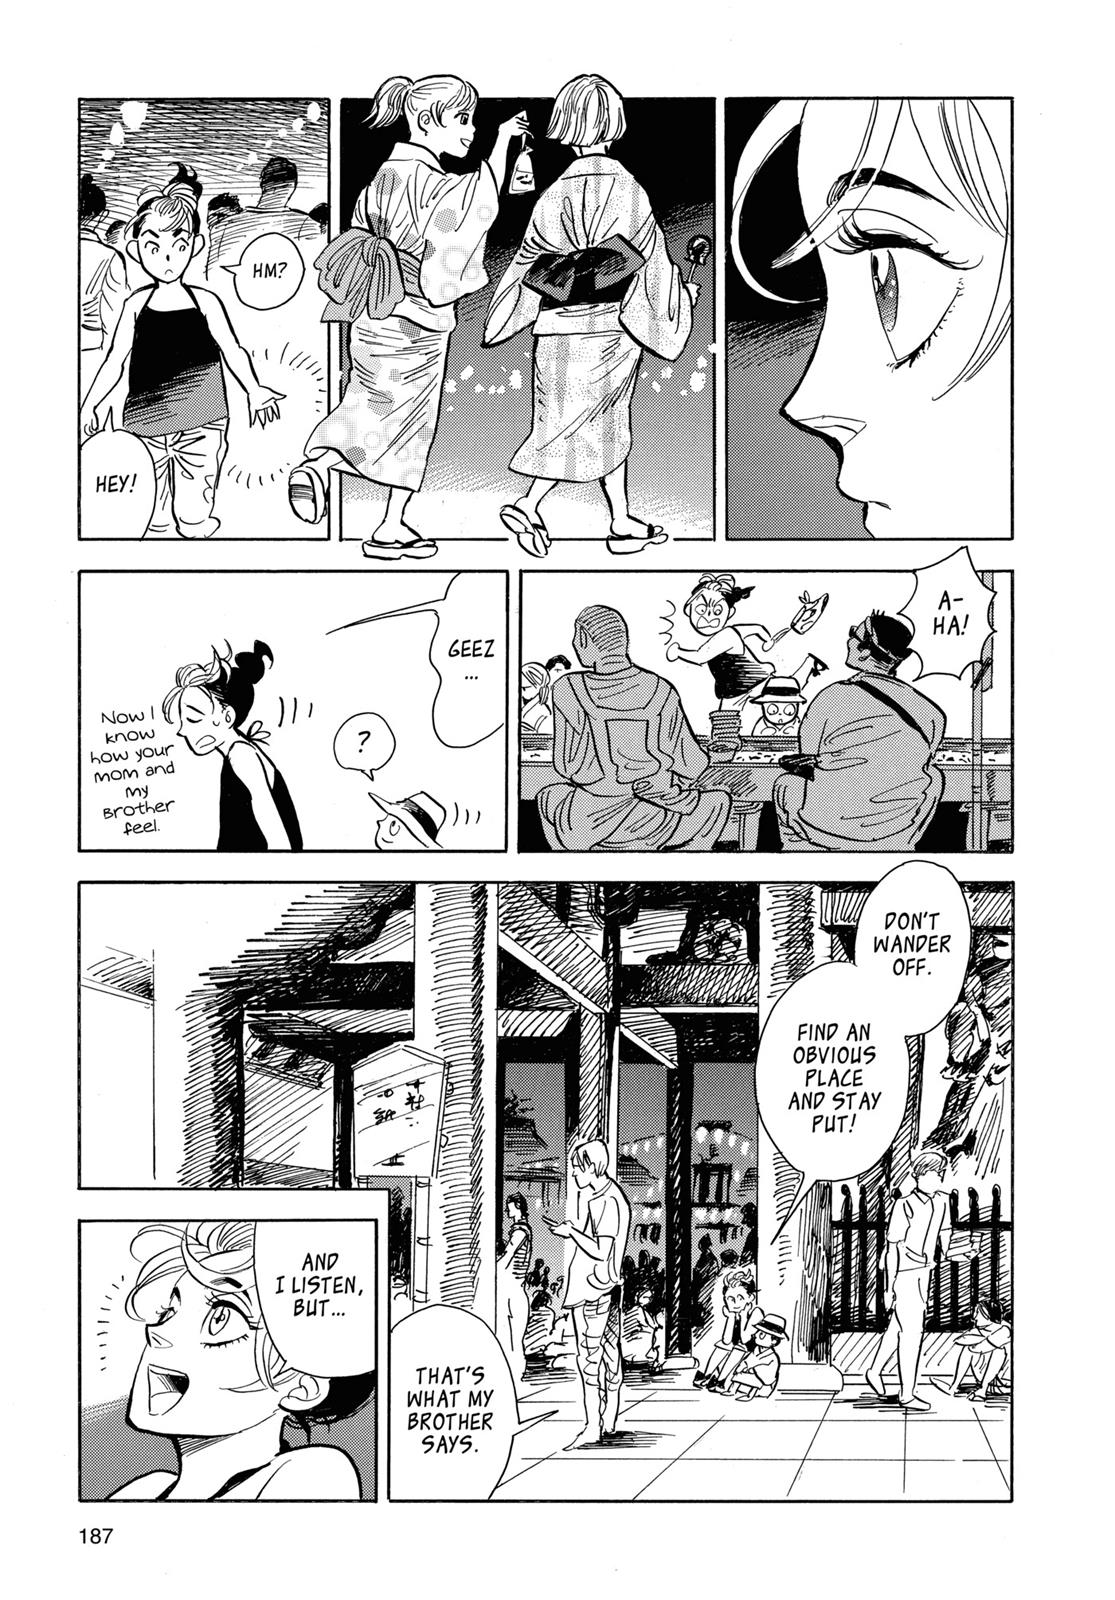 HM?
HEY!
A-
HA!
GEEZ
...
?
Now I
know
how your
mom and
my
Brother
feel.
DON'T
WANDER
OFF.
FIND AN
OBVIOUS
PLACE
AND STAY
PUT!
THAT'S
WHAT MY
BROTHER
SAYS.
AND
I LISTEN,
BUT...
187